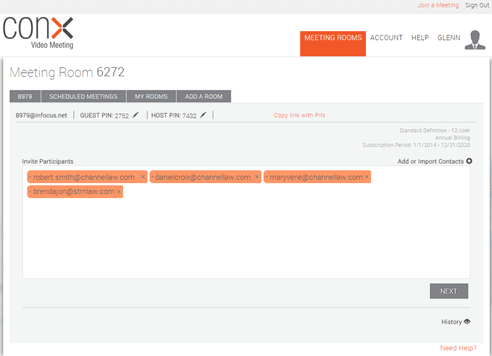 Join a Meeting Sign Out
conx
Video Meeting
MEETING ROOMS ACCOUNT HELP GLENN
Meeting Room 6272
8979 SCHEDULED MEETINGS MY ROOMS ADD A ROOM
8979@infocus.net | GUEST PIN: 2752 | HOST PIN: 7432 Copy link with PIN
Standard Definition - 12 User
Annual Billing
Subscription Period: 1/1/2014 - 12/31/2020
Invite Participants Add or Import Contacts
robert.smith@channellaw.com × danielcroix@channellaw.com × maryvene@channellaw.com ×
brendajon@stmlaw.com ×
NEXT
History
Need Help?